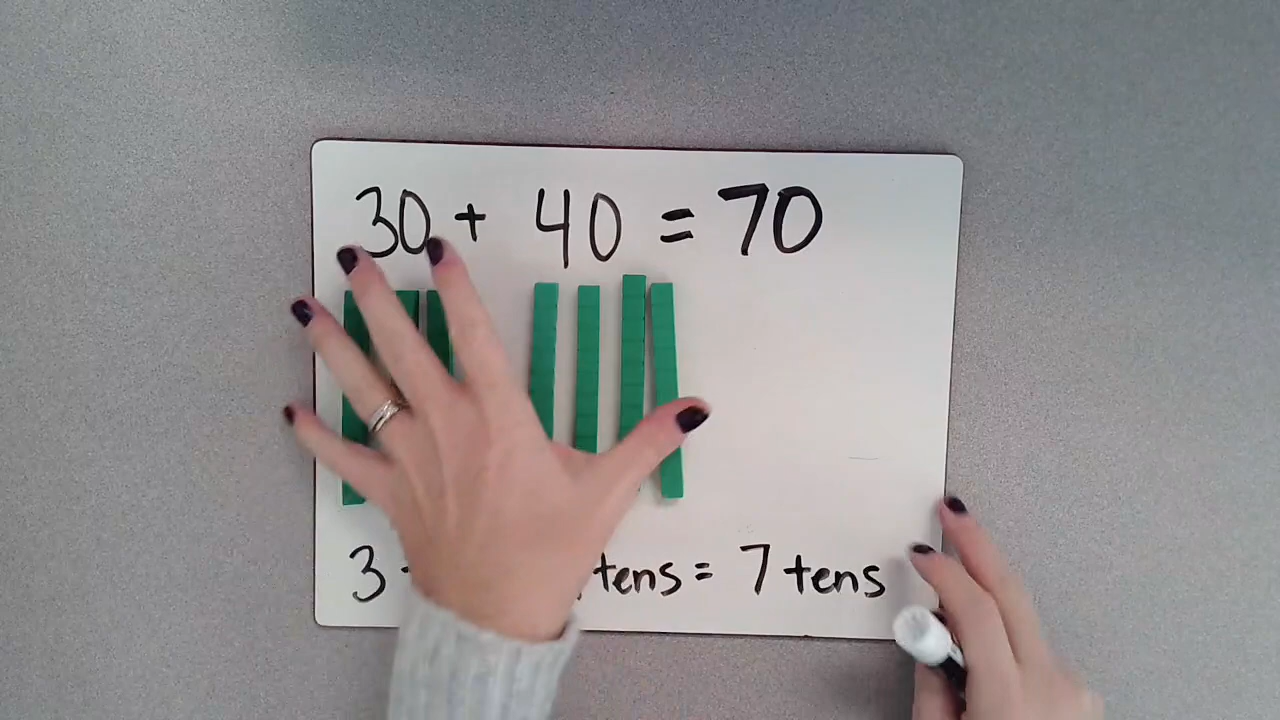 30 + 40 = 70
3 tens = 7 tens